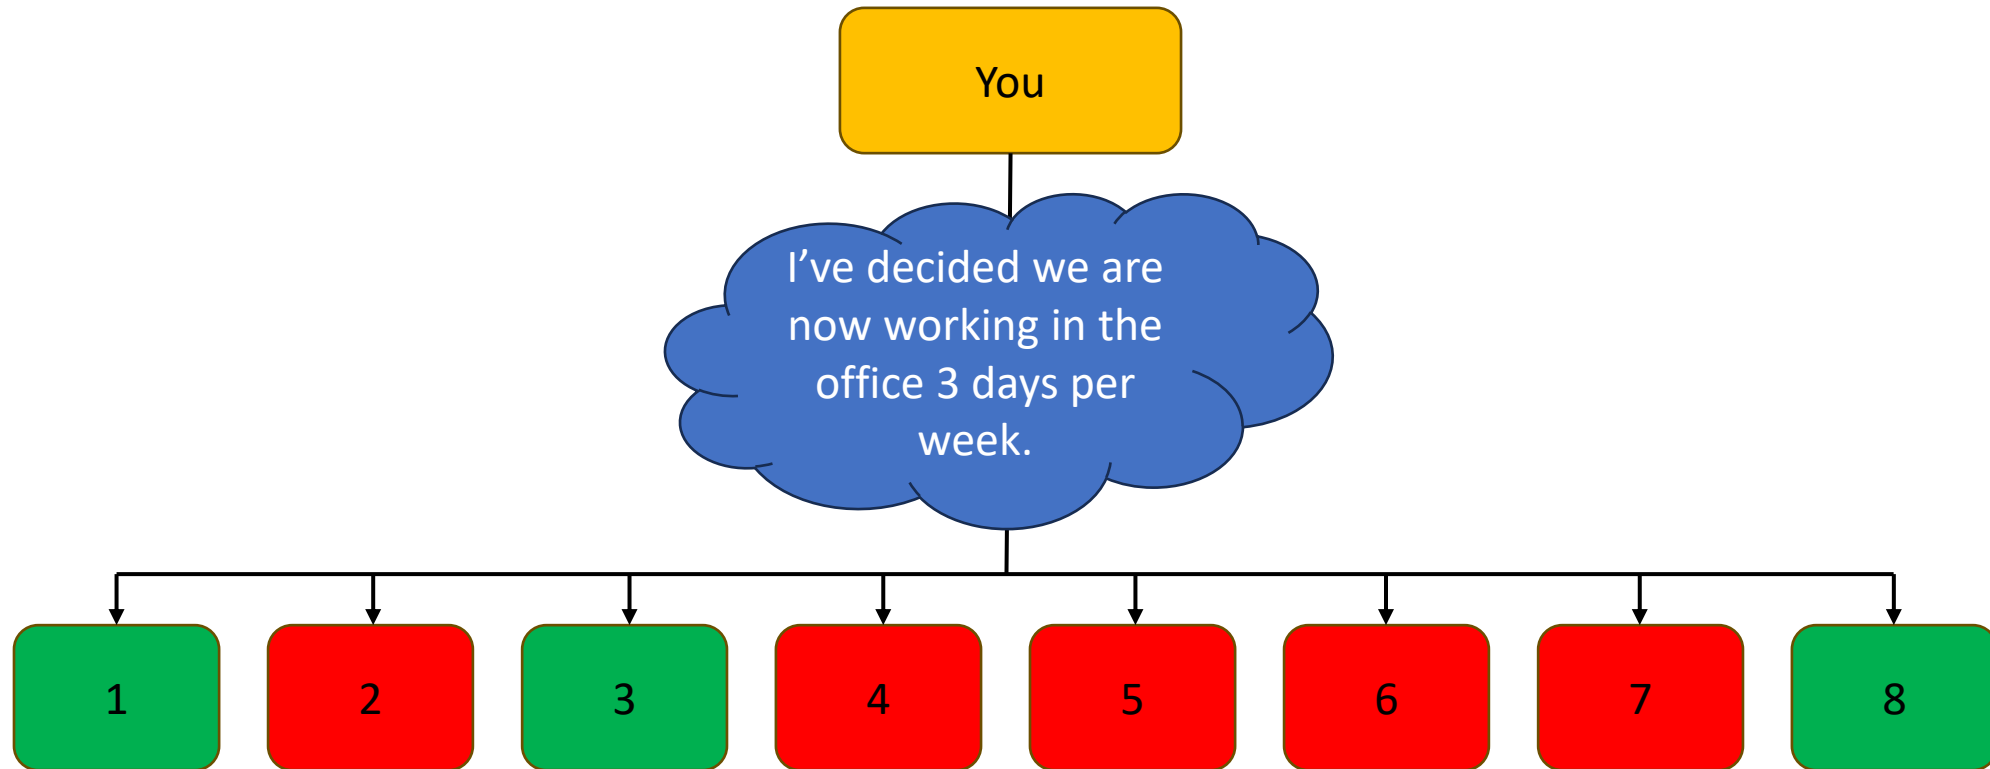 You
I’ve decided we are
now working in the
office 3 days per
week.
1 2 3 4 5 6 7 8